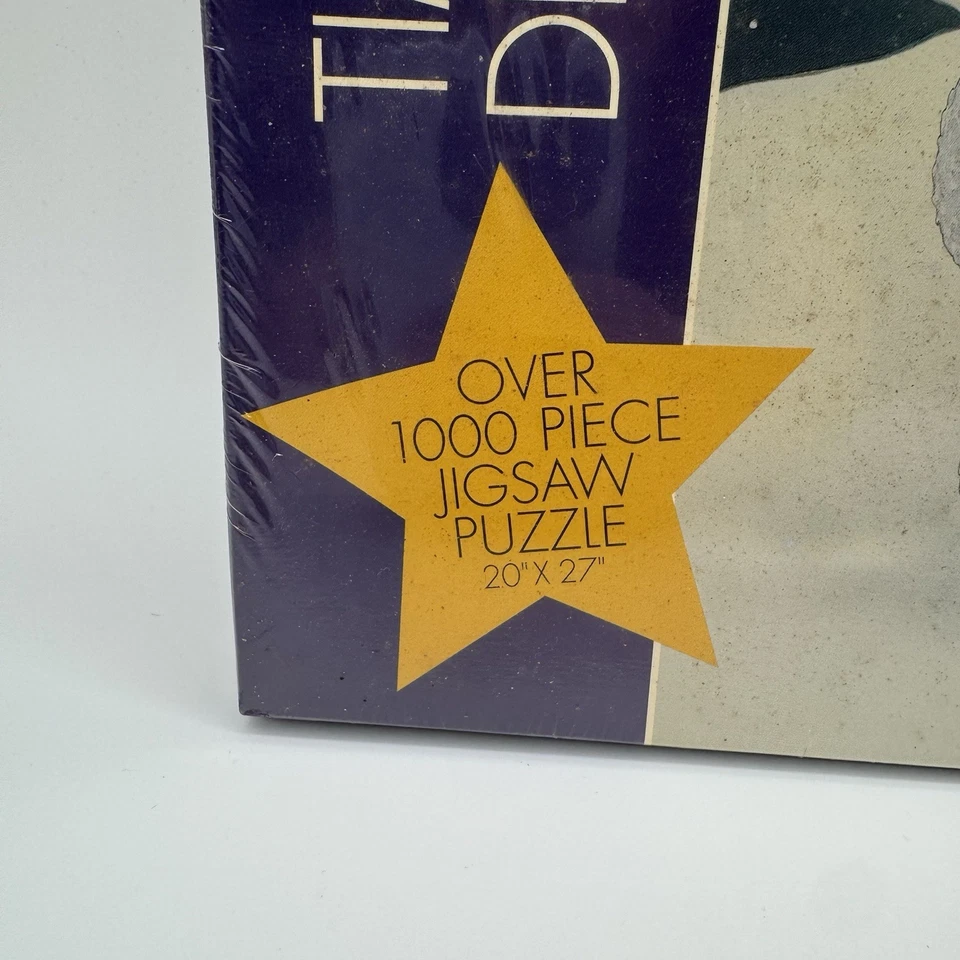 OVER
1000 PIECE
JIGSAW
PUZZLE
20" X 27"